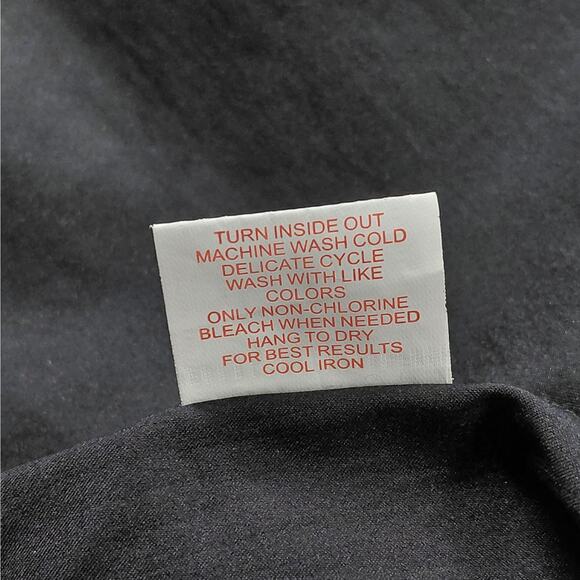 TURN INSIDE OUT
MACHINE WASH COLD
DELICATE CYCLE
WASH WITH LIKE
COLORS
ONLY NON-CHLORINE
BLEACH WHEN NEEDED
HANG TO DRY
FOR BEST RESULTS
COOL IRON